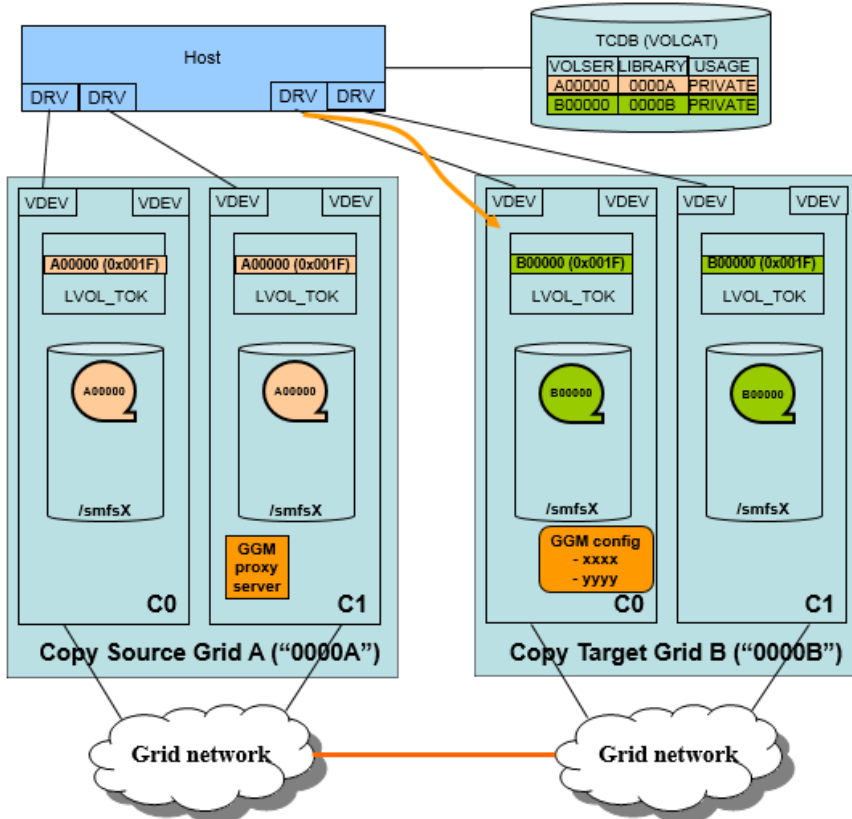 Host
DRV DRV DRV DRV
TCDB (VOLCAT)
VOLSER LIBRARY USAGE
A00000 0000A PRIVATE
B00000 0000B PRIVATE
VDEV VDEV VDEV VDEV
A00000 (0x001F)
LVOL_TOK
A00000
/smfsX
C0
A00000 (0x001F)
LVOL_TOK
A00000
/smfsX
GGM
proxy
server
C1
Copy Source Grid A (“0000A”)
VDEV VDEV VDEV VDEV
B00000 (0x001F)
LVOL_TOK
B00000
/smfsX
GGM config
- xxxx
- yyyy
C0
B00000 (0x001F)
LVOL_TOK
B00000
/smfsX
C1
Copy Target Grid B (“0000B”)
Grid network
Grid network